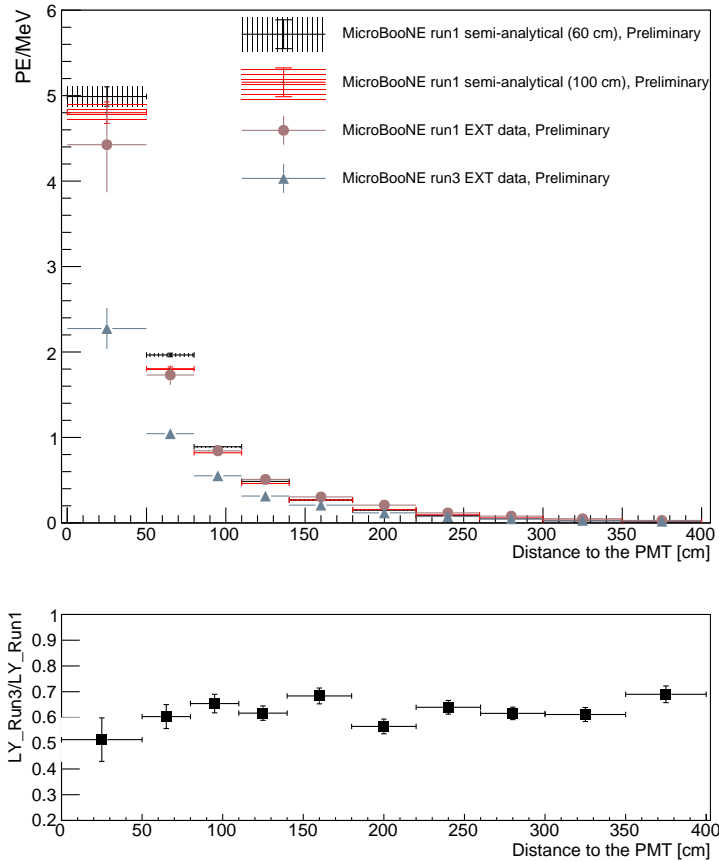 PE/MeV
6
5
4
3
2
1
0
MicroBooNE run1 semi-analytical (60 cm), Preliminary
MicroBooNE run1 semi-analytical (100 cm), Preliminary
MicroBooNE run1 EXT data, Preliminary
MicroBooNE run3 EXT data, Preliminary
0 50 100 150 200 250 300 350 400
Distance to the PMT [cm]
LY_Run3/LY_Run1
1
0.9
0.8
0.7
0.6
0.5
0.4
0.3
0.2
0 50 100 150 200 250 300 350 400
Distance to the PMT [cm]